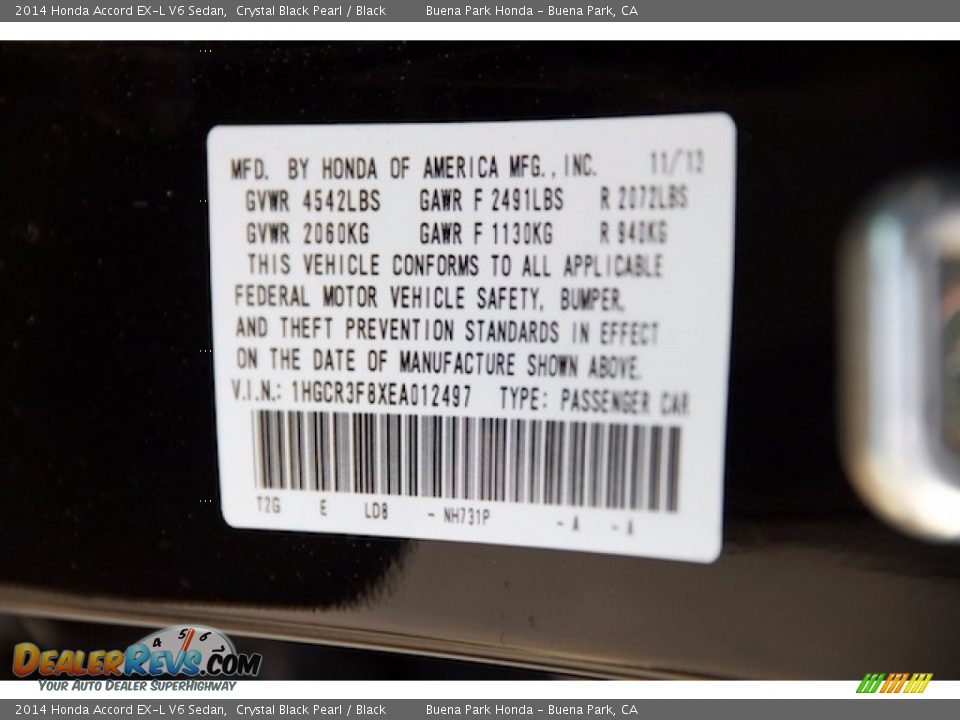 2014 Honda Accord EX-L V6 Sedan, Crystal Black Pearl / Black Buena Park Honda - Buena Park, CA
MFD. BY HONDA OF AMERICA MFG., INC. 11/13
GVWR 4542LBS GAWR F 2491LBS R 2072LBS
GVWR 2060KG GAWR F 1130KG R 940KG
THIS VEHICLE CONFORMS TO ALL APPLICABLE
FEDERAL MOTOR VEHICLE SAFETY, BUMPER,
AND THEFT PREVENTION STANDARDS IN EFFECT
ON THE DATE OF MANUFACTURE SHOWN ABOVE.
V.I.N.: 1HGCR3F8XEA012497 TYPE: PASSENGER CAR
T2G E LD8 - NH731P - A - A
4 5 6
DEALERREVS.COM
YOUR AUTO DEALER SUPERHIGHWAY
2014 Honda Accord EX-L V6 Sedan, Crystal Black Pearl / Black Buena Park Honda - Buena Park, CA